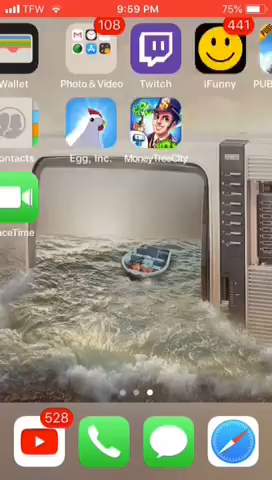 TFW 9:59 PM 75%
108 441
Wallet Photo & Video Twitch iFunny PUB
ontacts Egg, Inc. MoneyTreeCity
aceTime
528